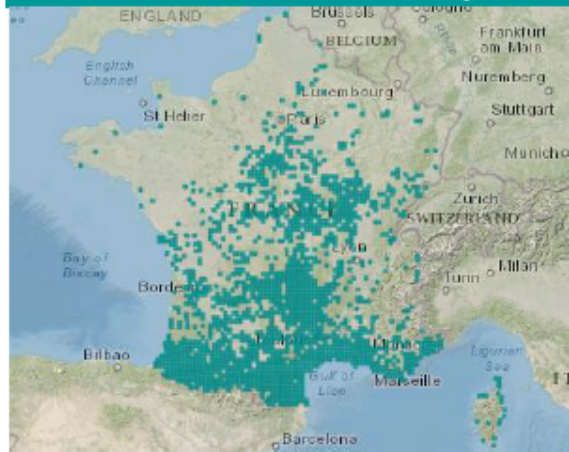 ENGLAND
Brussels
BELGIUM
Frankfurt
am Main
English
Channel
Luxembourg
Nuremberg
St Helier
Paris
Stuttgart
Munich
Zurich
FRANCE
SWITZERLAND
Lyon
Bay of
Biscay
Milan
Turin
Bilbao
Ligurian
Sea
Gulf of
Lion
Marseille
Barcelona